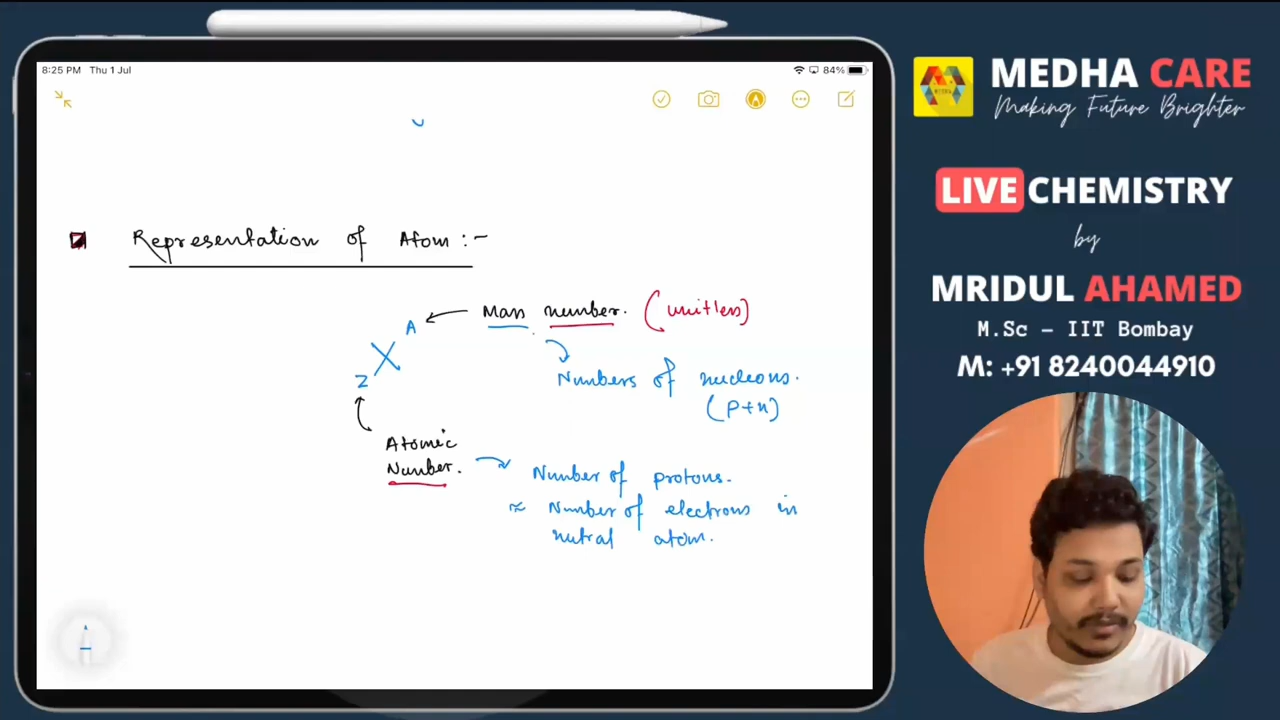 8:25 PM Thu 1 Jul
84%
Representation of Atom :-
A
Mass number. (unitless)
X
Z
Numbers of nucleons.
(p+n)
Atomic
Number.
Number of protons.
≈ Number of electrons in
nutral atom.
MEDHA CARE
Making Future Brighter
LIVE CHEMISTRY
by
MRIDUL AHAMED
M.Sc - IIT Bombay
M: +91 8240044910